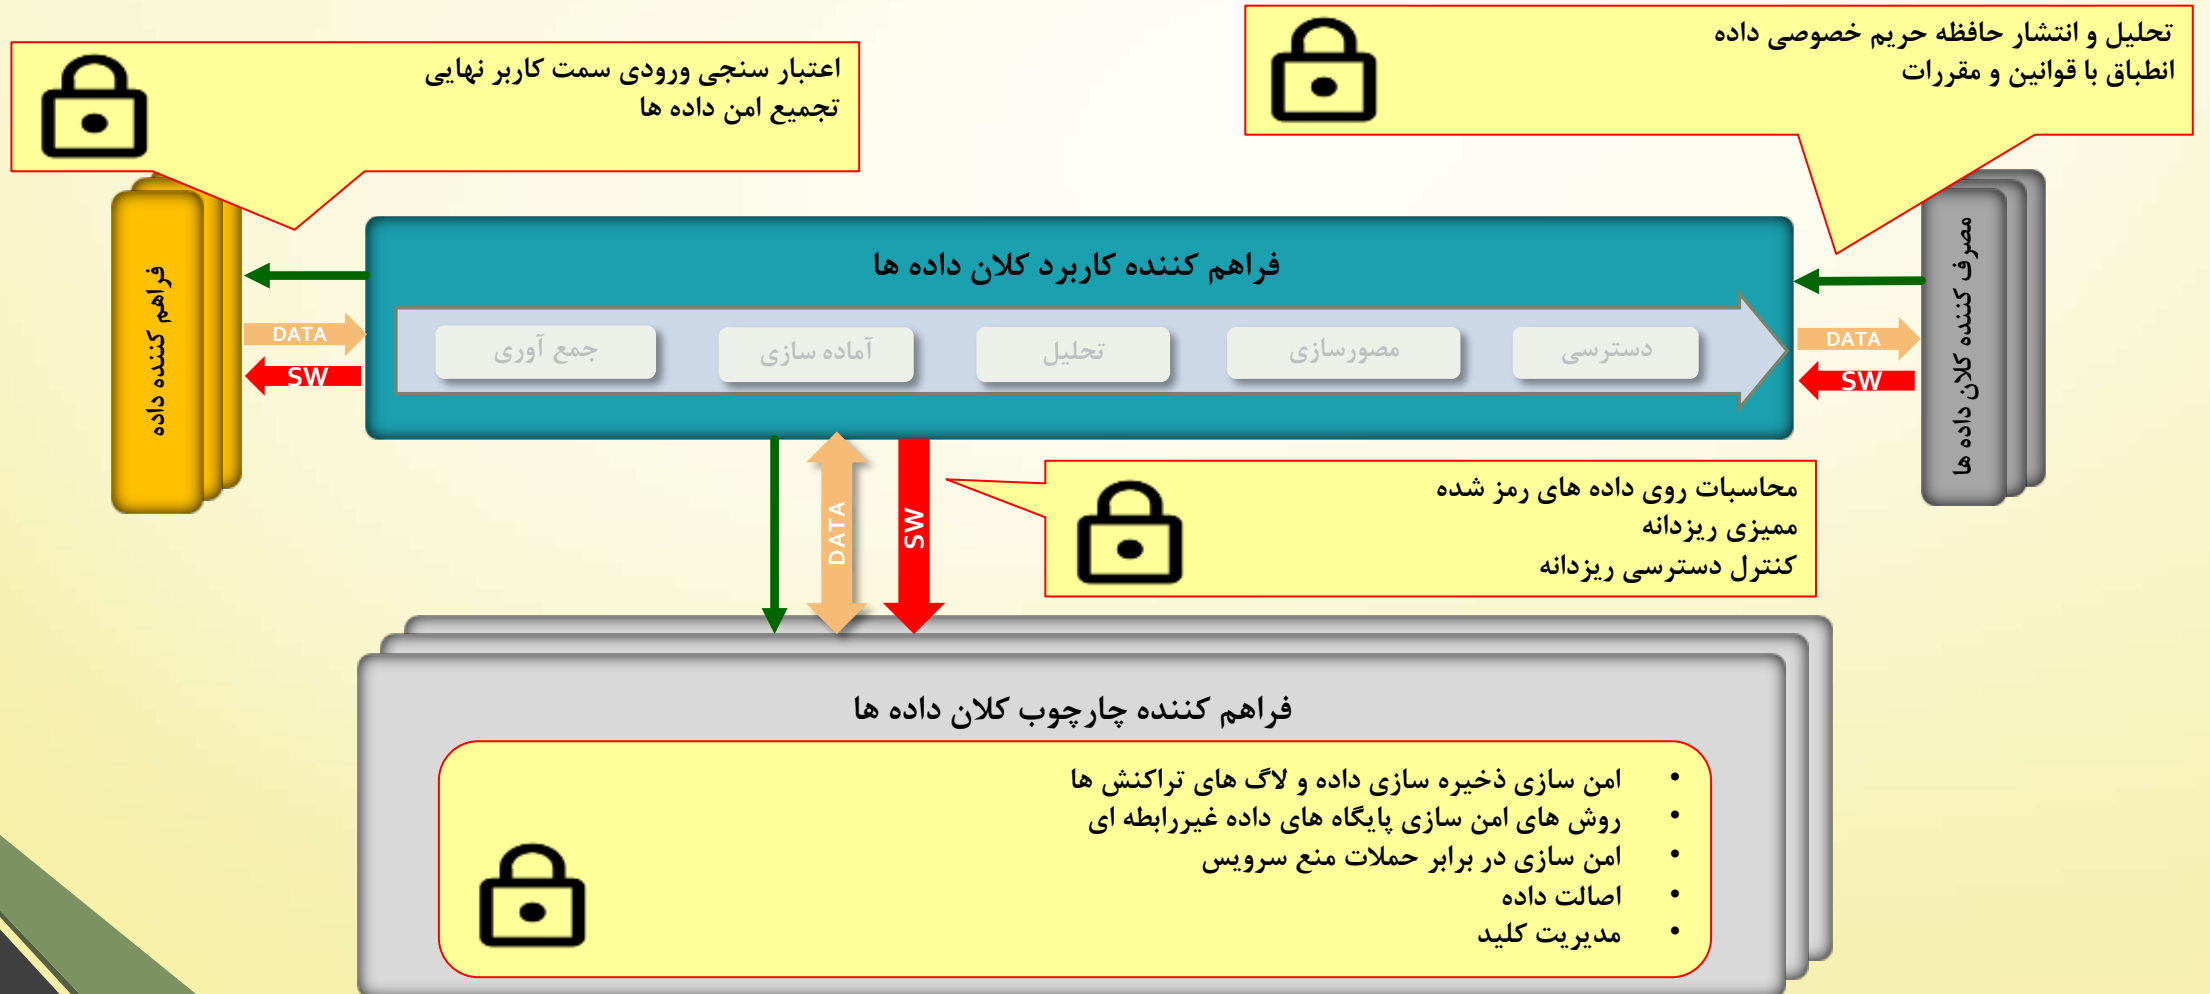 تحلیل و انتشار حافظه حریم خصوصی داده
انطباق با قوانین و مقررات
اعتبار سنجی ورودی سمت کاربر نهایی
تجمیع امن داده ها
فراهم کننده داده
DATA
SW
فراهم کننده کاربرد کلان داده ها
جمع آوری
آماده سازی
تحلیل
مصورسازی
دسترسی
DATA
SW
مصرف کننده کلان داده ها
DATA
SW
محاسبات روی داده های رمز شده
ممیزی ریزدانه
کنترل دسترسی ریزدانه
فراهم کننده چارچوب کلان داده ها
• امن سازی ذخیره سازی داده و لاگ های تراکنش ها
• روش های امن سازی پایگاه های داده غیررابطه ای
• امن سازی در برابر حملات منع سرویس
• اصالت داده
• مدیریت کلید